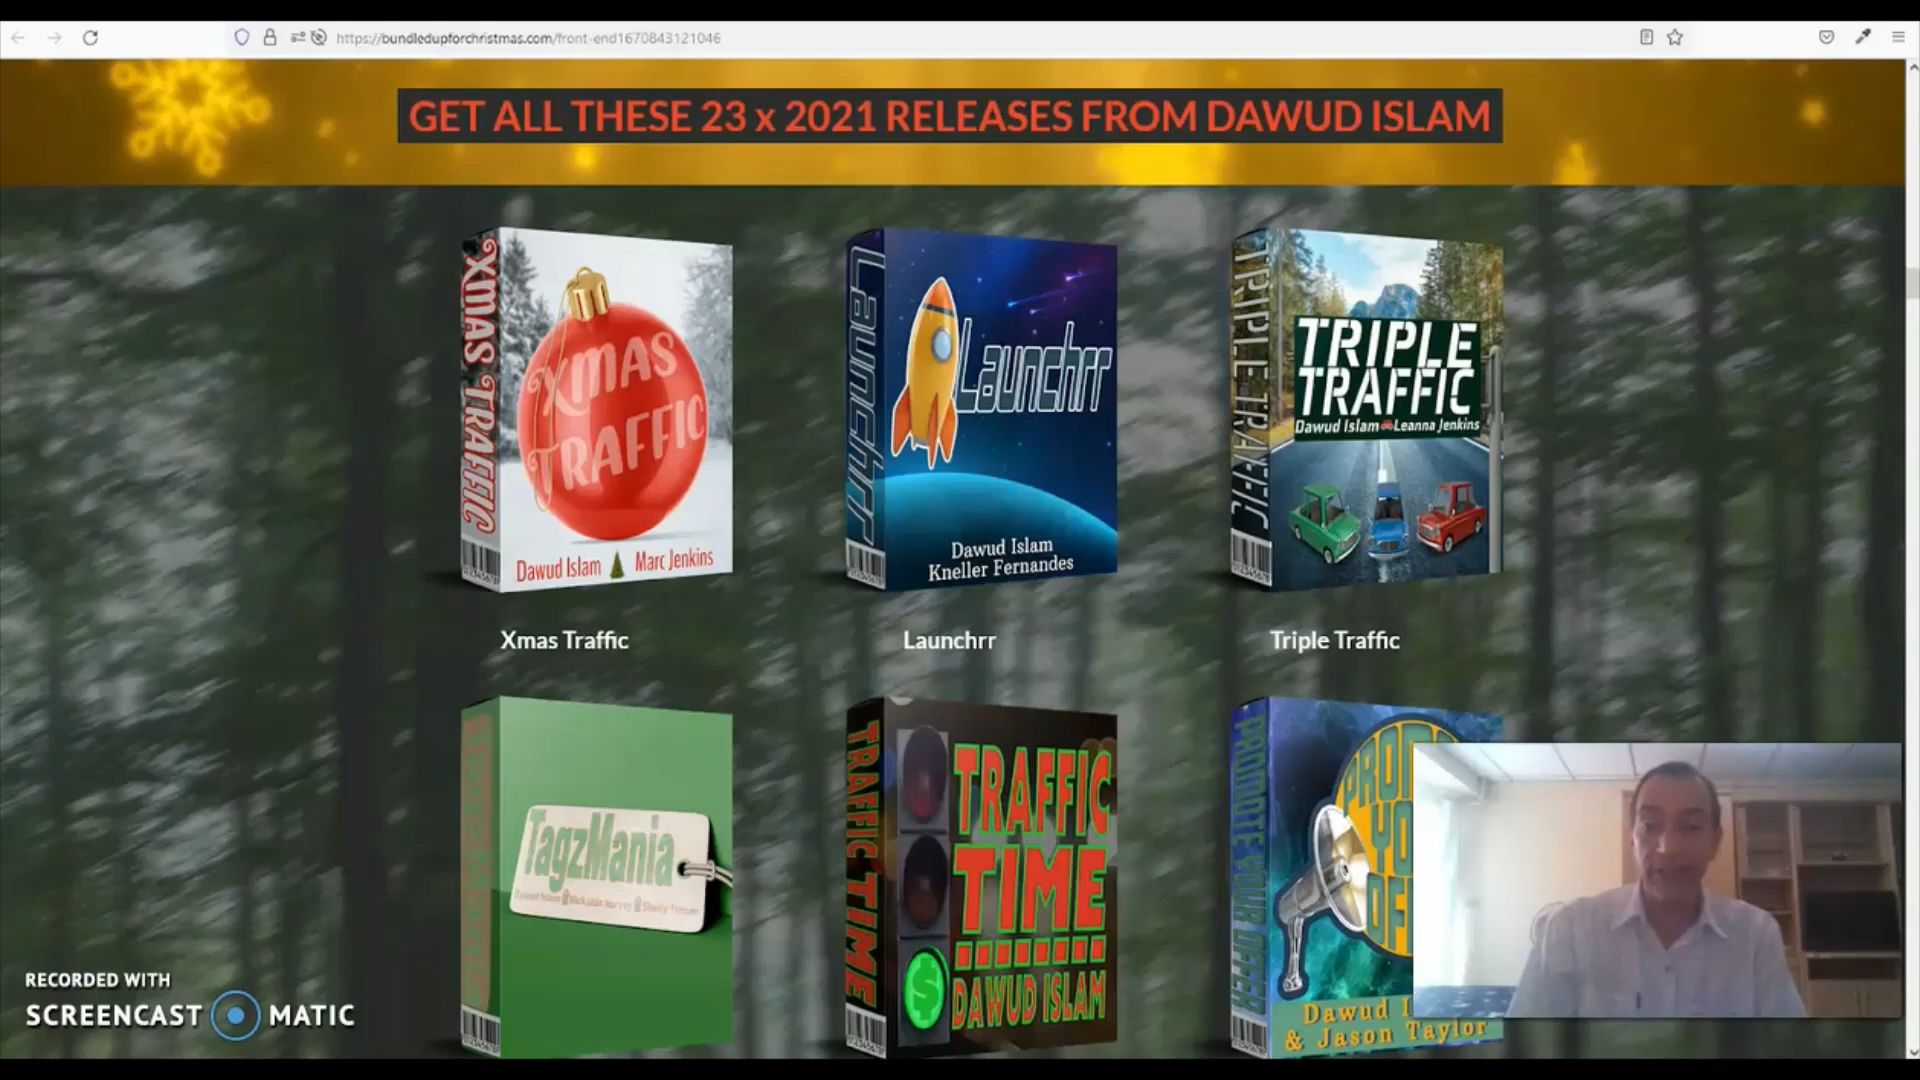 https://bundledupforchristmas.com/front-end1670843121046
GET ALL THESE 23 x 2021 RELEASES FROM DAWUD ISLAM
XMAS TRAFFIC
XMAS
TRAFFIC
Dawud Islam Marc Jenkins
Launchrr
Launchrr
Dawud Islam
Kneller Fernandes
TRIPLE TRAFFIC
TRIPLE
TRAFFIC
Dawud Islam Leanna Jenkins
Xmas Traffic
Launchrr
Triple Traffic
TagzMania
TRAFFIC TIME
TRAFFIC
TIME
DAWUD ISLAM
PROMOTE YOUR OFFER
Dawud I
& Jason Taylor
RECORDED WITH
SCREENCAST MATIC